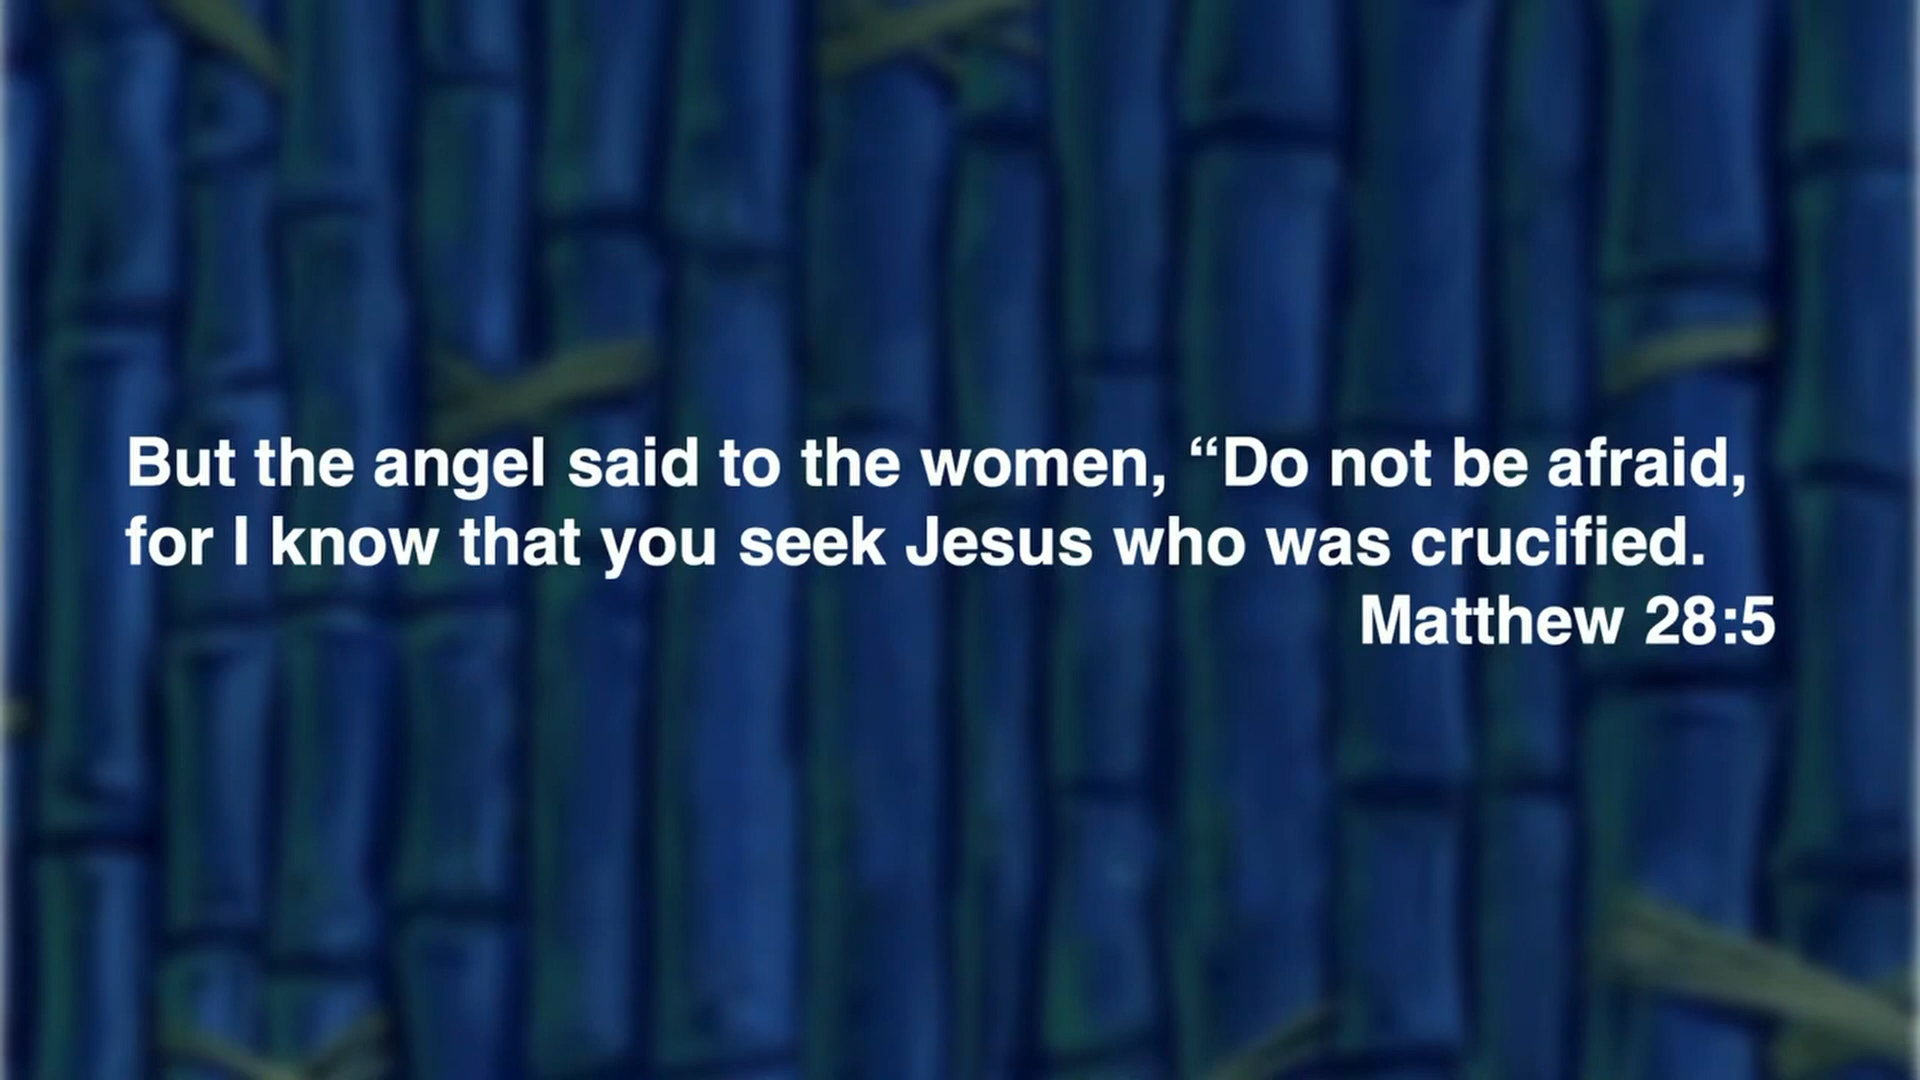 But the angel said to the women, “Do not be afraid,
for I know that you seek Jesus who was crucified.
Matthew 28:5